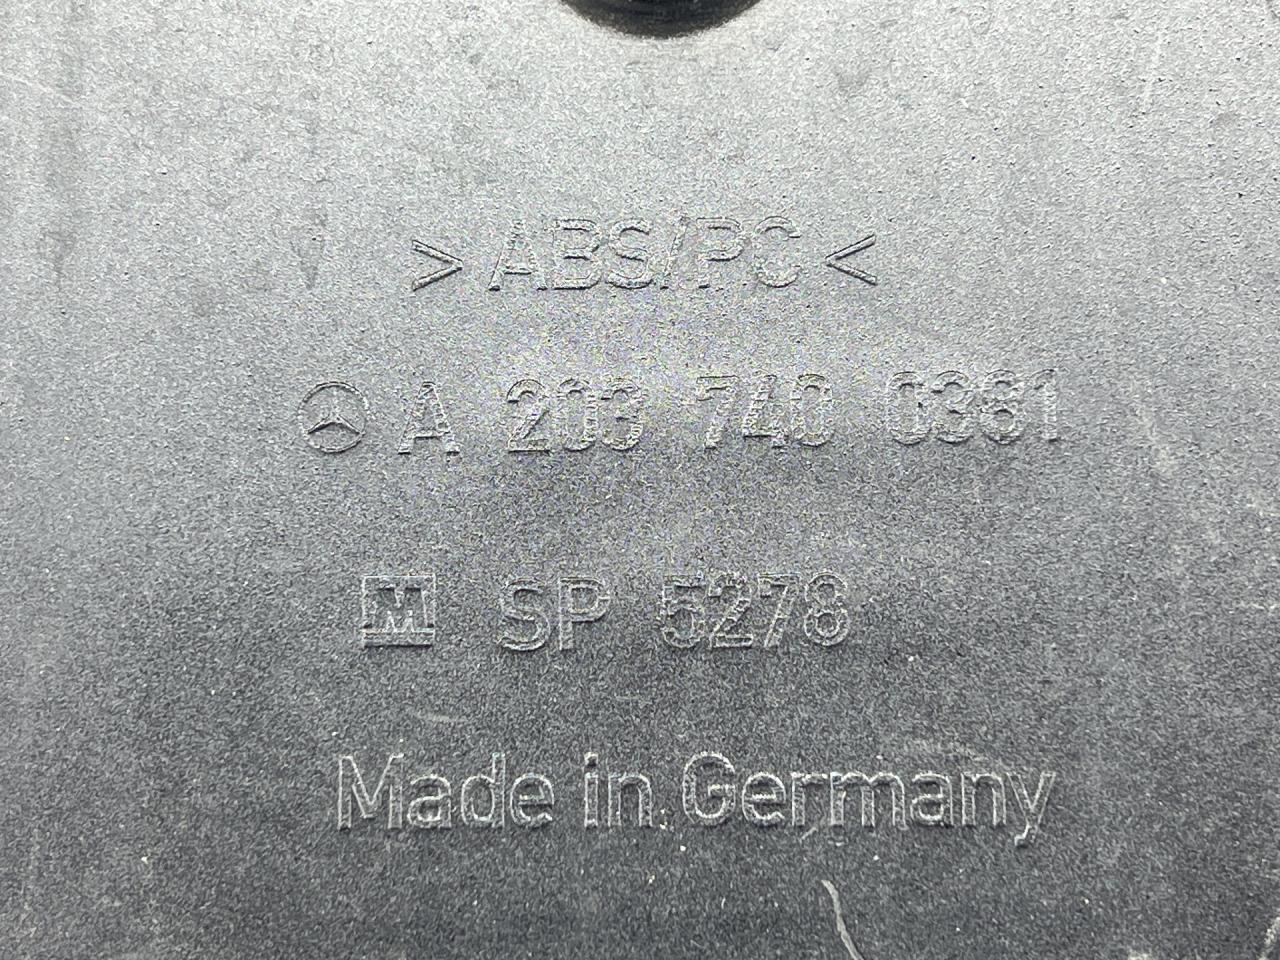 >ABS/PC<
A 203 740 0381
M SP 5278
Made in Germany